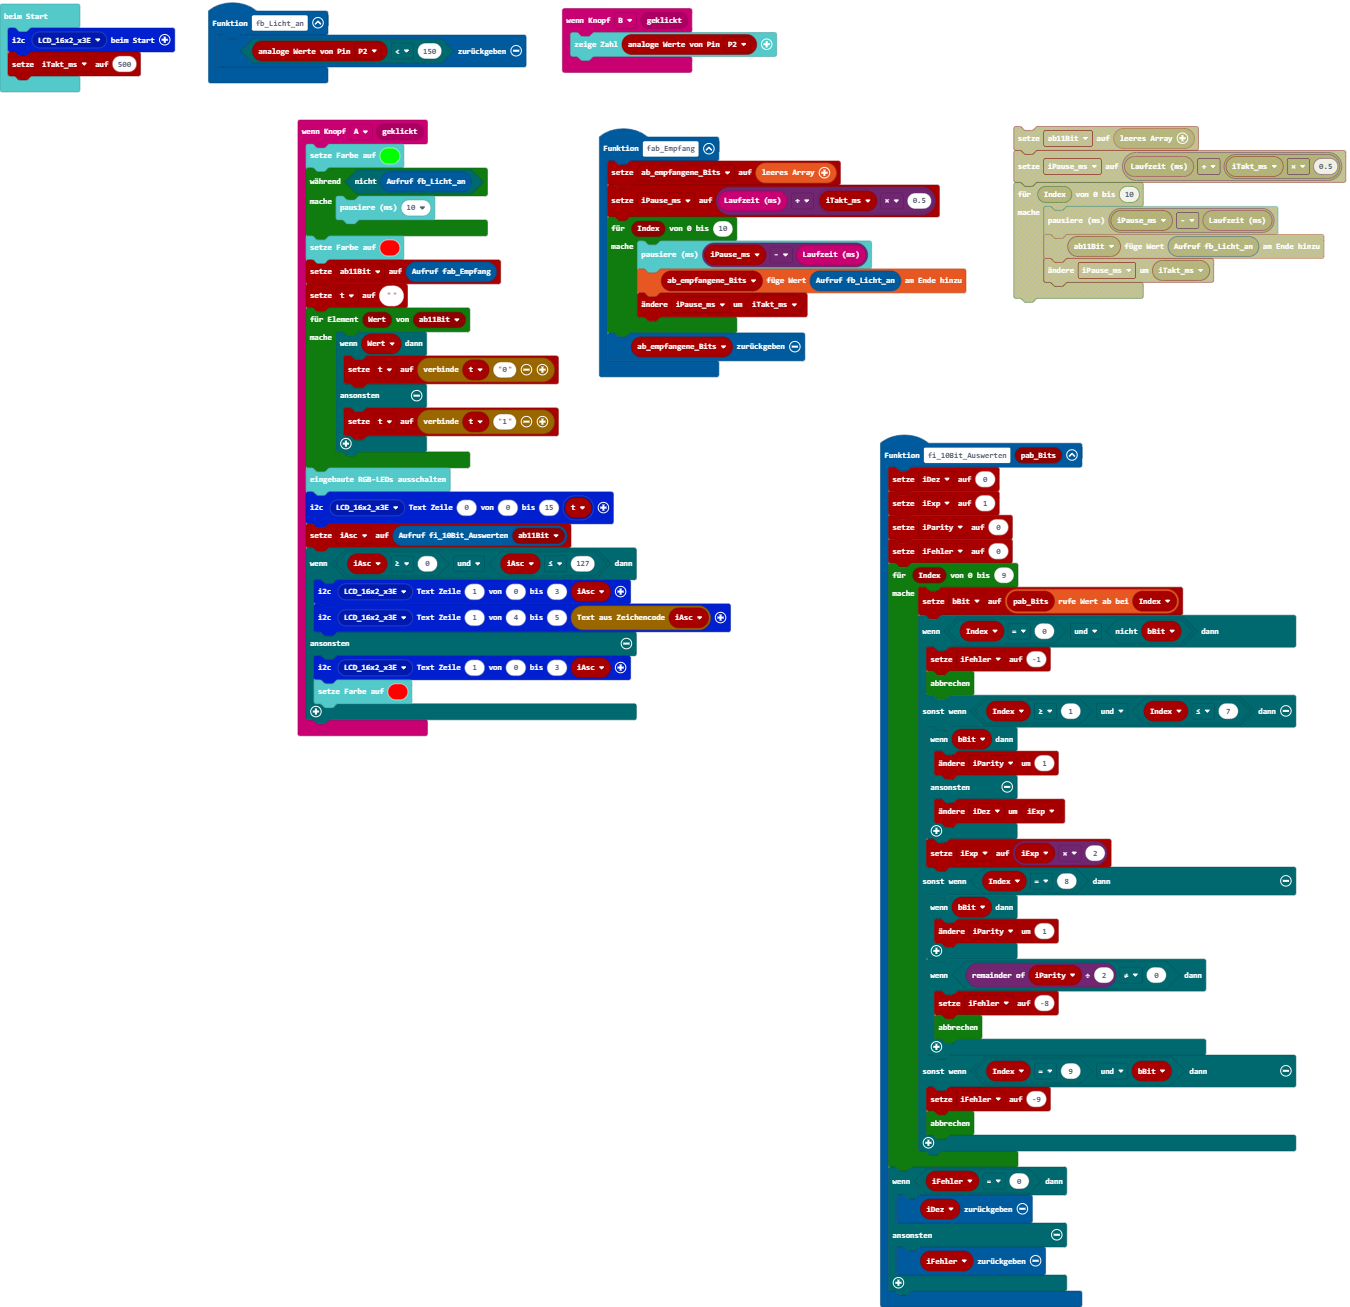 beim Start
i2c LCD_16x2_x3E beim Start
setze iTakt_ms auf 500
Funktion fb_Licht_an
analoge Werte von Pin P2 < 150 zurückgeben
wenn Knopf B geklickt
zeige Zahl analoge Werte von Pin P2
wenn Knopf A geklickt
setze Farbe auf
während nicht Aufruf fb_Licht_an
mache pausiere (ms) 10
setze Farbe auf
setze ab11Bit auf Aufruf fab_Empfang
setze t auf " "
für Element Wert von ab11Bit
mache wenn Wert dann
setze t auf verbinde t "0"
ansonsten
setze t auf verbinde t "1"
eingebaute RGB-LEDs ausschalten
i2c LCD_16x2_x3E Text Zeile 0 von 0 bis 15 t
setze iAsc auf Aufruf fi_10Bit_Auswerten ab11Bit
wenn iAsc ≥ 0 und iAsc ≤ 127 dann
i2c LCD_16x2_x3E Text Zeile 1 von 0 bis 3 iAsc
i2c LCD_16x2_x3E Text Zeile 1 von 4 bis 5 Text aus Zeichencode iAsc
ansonsten
i2c LCD_16x2_x3E Text Zeile 1 von 0 bis 3 iAsc
setze Farbe auf
Funktion fab_Empfang
setze ab_empfangene_Bits auf leeres Array
setze iPause_ms auf Laufzeit (ms) + iTakt_ms × 0.5
für Index von 0 bis 10
mache pausiere (ms) iPause_ms - Laufzeit (ms)
ab_empfangene_Bits füge Wert Aufruf fb_Licht_an am Ende hinzu
ändere iPause_ms um iTakt_ms
ab_empfangene_Bits zurückgeben
setze ab11Bit auf leeres Array
setze iPause_ms auf Laufzeit (ms) + iTakt_ms × 0.5
für Index von 0 bis 10
mache pausiere (ms) iPause_ms - Laufzeit (ms)
ab11Bit füge Wert Aufruf fb_Licht_an am Ende hinzu
ändere iPause_ms um iTakt_ms
Funktion fi_10Bit_Auswerten pab_Bits
setze iDez auf 0
setze iExp auf 1
setze iParity auf 0
setze iFehler auf 0
für Index von 0 bis 9
mache setze bBit auf pab_Bits rufe Wert ab bei Index
wenn Index = 0 und nicht bBit dann
setze iFehler auf -1
abbrechen
sonst wenn Index ≥ 1 und Index ≤ 7 dann
wenn bBit dann
ändere iParity um 1
ansonsten
ändere iDez um iExp
setze iExp auf iExp × 2
sonst wenn Index = 8 dann
wenn bBit dann
ändere iParity um 1
wenn remainder of iParity ÷ 2 ≠ 0 dann
setze iFehler auf -8
abbrechen
sonst wenn Index = 9 und bBit dann
setze iFehler auf -9
abbrechen
wenn iFehler = 0 dann
iDez zurückgeben
ansonsten
iFehler zurückgeben